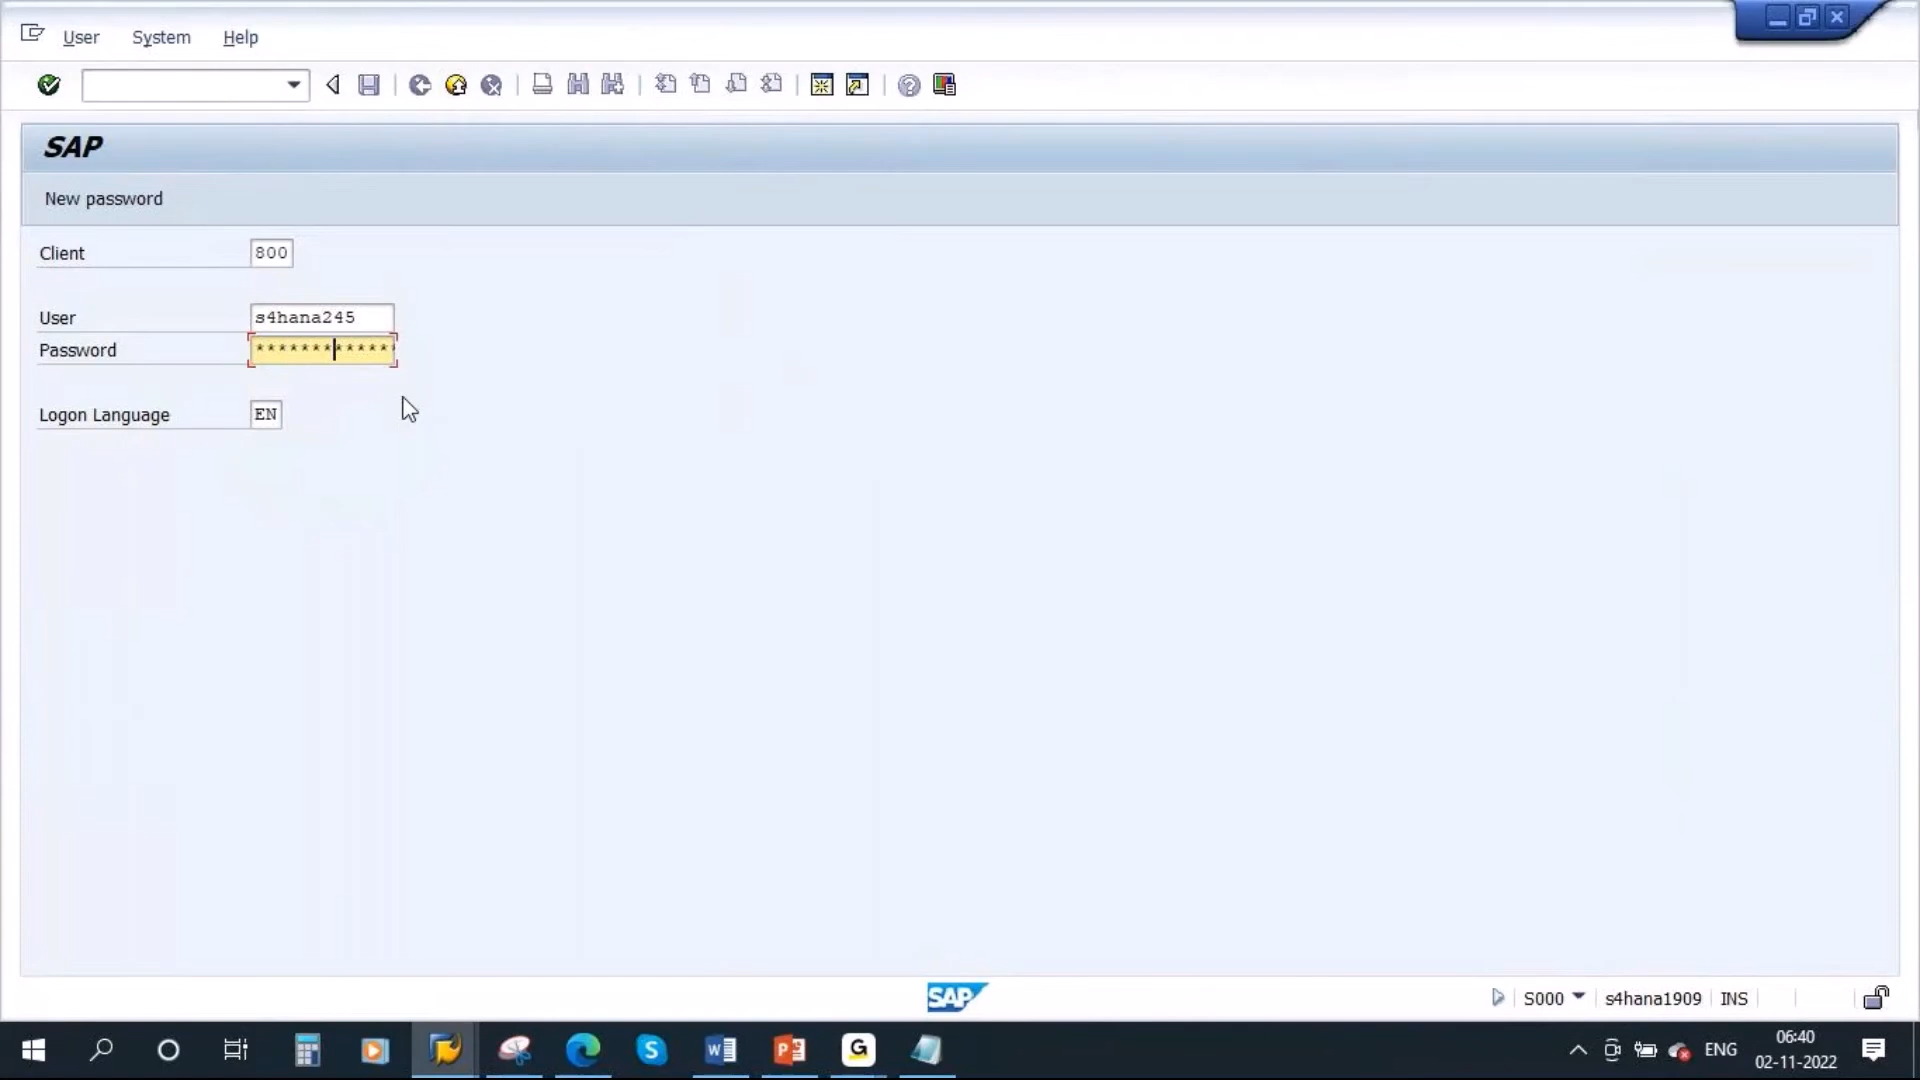 User System Help
SAP
New password
Client 800
User s4hana245
Password ************
Logon Language EN
SAP S000 s4hana1909 INS
S W P G ENG 06:40
02-11-2022